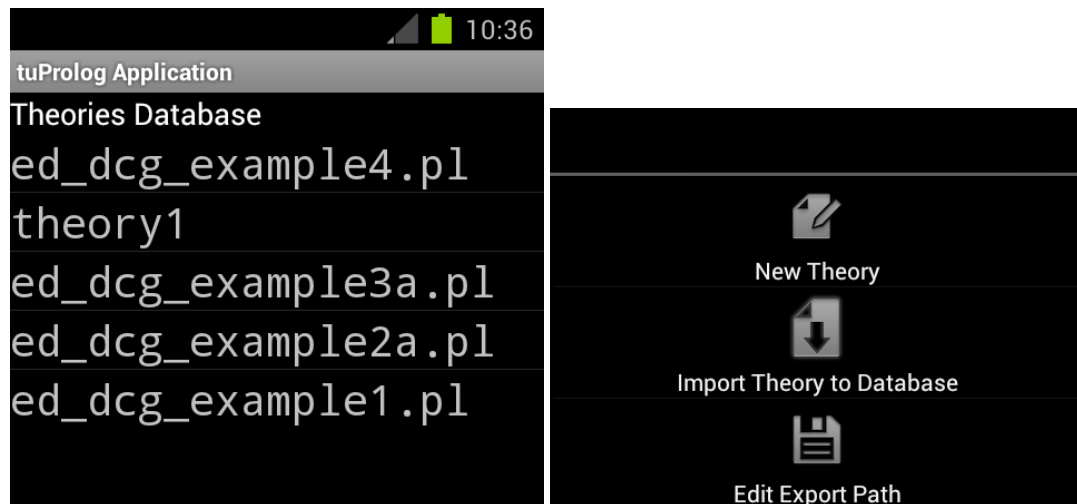 10:36
tuProlog Application
Theories Database
ed_dcg_example4.pl
theory1
ed_dcg_example3a.pl
ed_dcg_example2a.pl
ed_dcg_example1.pl
New Theory
Import Theory to Database
Edit Export Path